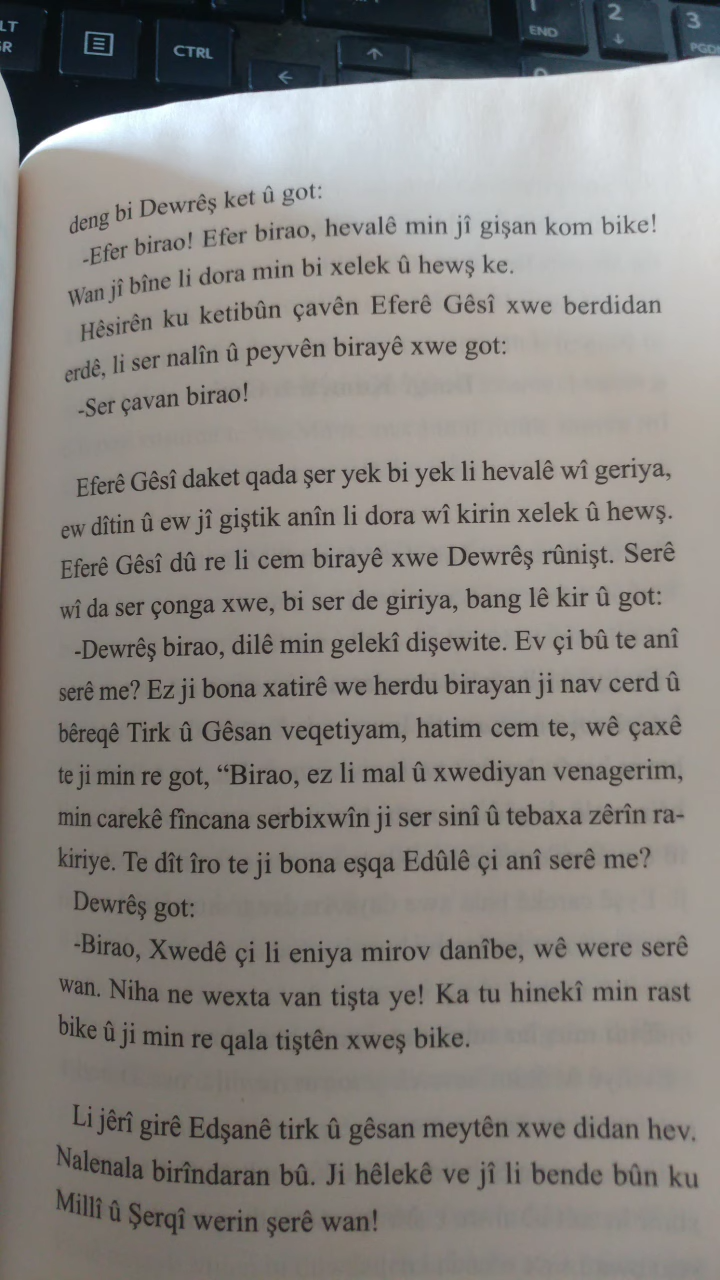 LT
GR
CTRL
1
END
2
3
deng bi Dewrêş ket û got:
-Efer birao! Efer birao, hevalê min jî gişan kom bike!
Wan jî bîne li dora min bi xelek û hewş ke.
Hêsirên ku ketibûn çavên Eferê Gêsî xwe berdidan
erdê, li ser nalîn û peyvên birayê xwe got:
-Ser çavan birao!
Eferê Gêsî daket qada şer yek bi yek li hevalê wî geriya,
ew dîtin û ew jî giştik anîn li dora wî kirin xelek û hewş.
Eferê Gêsî dû re li cem birayê xwe Dewrêş rûnişt. Serê
wî da ser çonga xwe, bi ser de giriya, bang lê kir û got:
-Dewrêş birao, dilê min gelekî dişewite. Ev çi bû te anî
serê me? Ez ji bona xatirê we herdu birayan ji nav cerd û
bêreqê Tirk û Gêsan veqetiyam, hatim cem te, wê çaxê
te ji min re got, “Birao, ez li mal û xwediyan venagerim,
min carekê fîncana serbixwîn ji ser sinî û tebaxa zêrîn ra-
kiriye. Te dît îro te ji bona eşqa Edûlê çi anî serê me?
Dewrêş got:
-Birao, Xwedê çi li eniya mirov danîbe, wê were serê
wan. Niha ne wexta van tişta ye! Ka tu hinekî min rast
bike û ji min re qala tiştên xweş bike.
Li jêrî girê Edşanê tirk û gêsan meytên xwe didan hev.
Nalenala birîndaran bû. Ji hêlekê ve jî li bende bûn ku
Millî û Şerqî werin şerê wan!